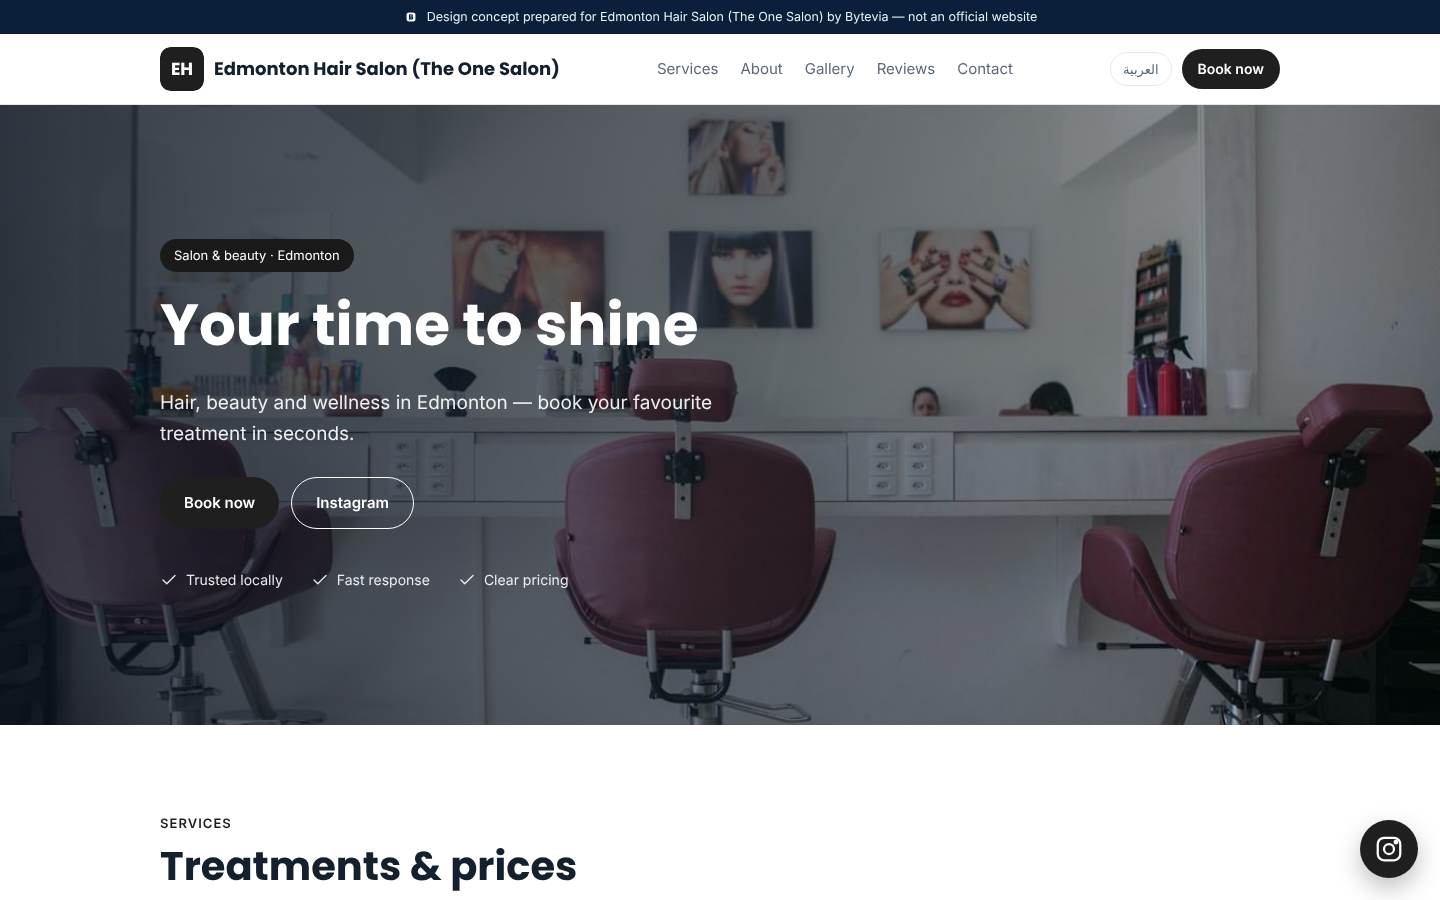 Design concept prepared for Edmonton Hair Salon (The One Salon) by Bytevia — not an official website
EH
Edmonton Hair Salon (The One Salon)
Services
About
Gallery
Reviews
Contact
العربية
Book now
Salon & beauty · Edmonton
Your time to shine
Hair, beauty and wellness in Edmonton — book your favourite
treatment in seconds.
Book now
Instagram
Trusted locally
Fast response
Clear pricing
SERVICES
Treatments & prices